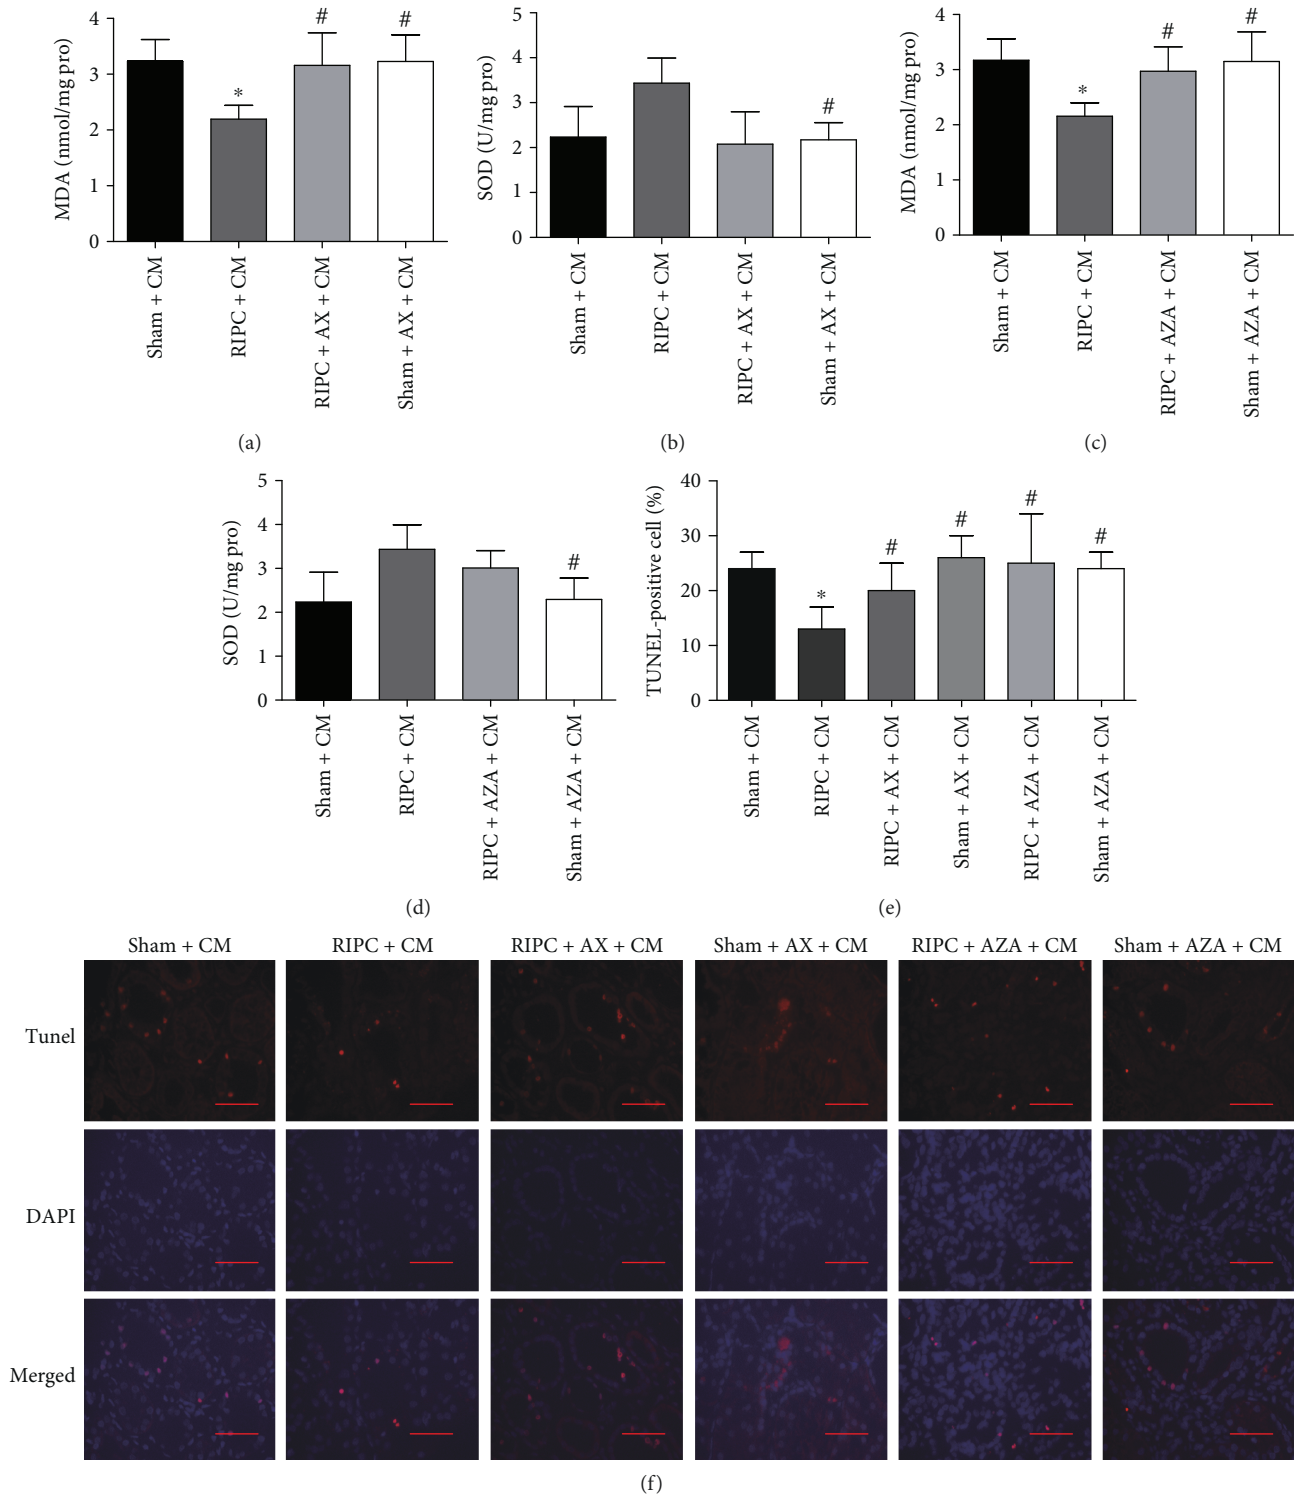 MDA (nmol/mg pro)
4
3
2
1
0
*
#
#
Sham + CM
RIPC + CM
RIPC + AX + CM
Sham + AX + CM
(a)
SOD (U/mg pro)
5
4
3
2
1
0
#
Sham + CM
RIPC + CM
RIPC + AX + CM
Sham + AX + CM
(b)
MDA (nmol/mg pro)
4
3
2
1
0
*
#
#
Sham + CM
RIPC + CM
RIPC + AZA + CM
Sham + AZA + CM
(c)
SOD (U/mg pro)
5
4
3
2
1
0
#
Sham + CM
RIPC + CM
RIPC + AZA + CM
Sham + AZA + CM
(d)
TUNEL-positive cell (%)
40
30
20
10
0
*
#
#
#
#
Sham + CM
RIPC + CM
RIPC + AX + CM
Sham + AX + CM
RIPC + AZA + CM
Sham + AZA + CM
(e)
Sham + CM RIPC + CM RIPC + AX + CM Sham + AX + CM RIPC + AZA + CM Sham + AZA + CM
Tunel
DAPI
Merged
(f)